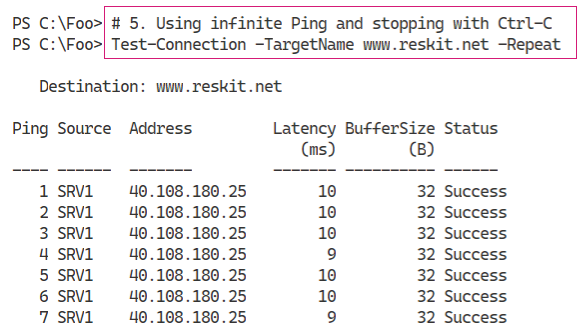 PS C:\Foo> # 5. Using infinite Ping and stopping with Ctrl-C
PS C:\Foo> Test-Connection -TargetName www.reskit.net -Repeat
Destination: www.reskit.net
Ping Source Address Latency BufferSize Status
(ms) (B)
---- ------ ------- ------- ---------- ------
1 SRV1 40.108.180.25 10 32 Success
2 SRV1 40.108.180.25 10 32 Success
3 SRV1 40.108.180.25 10 32 Success
4 SRV1 40.108.180.25 9 32 Success
5 SRV1 40.108.180.25 10 32 Success
6 SRV1 40.108.180.25 10 32 Success
7 SRV1 40.108.180.25 9 32 Success